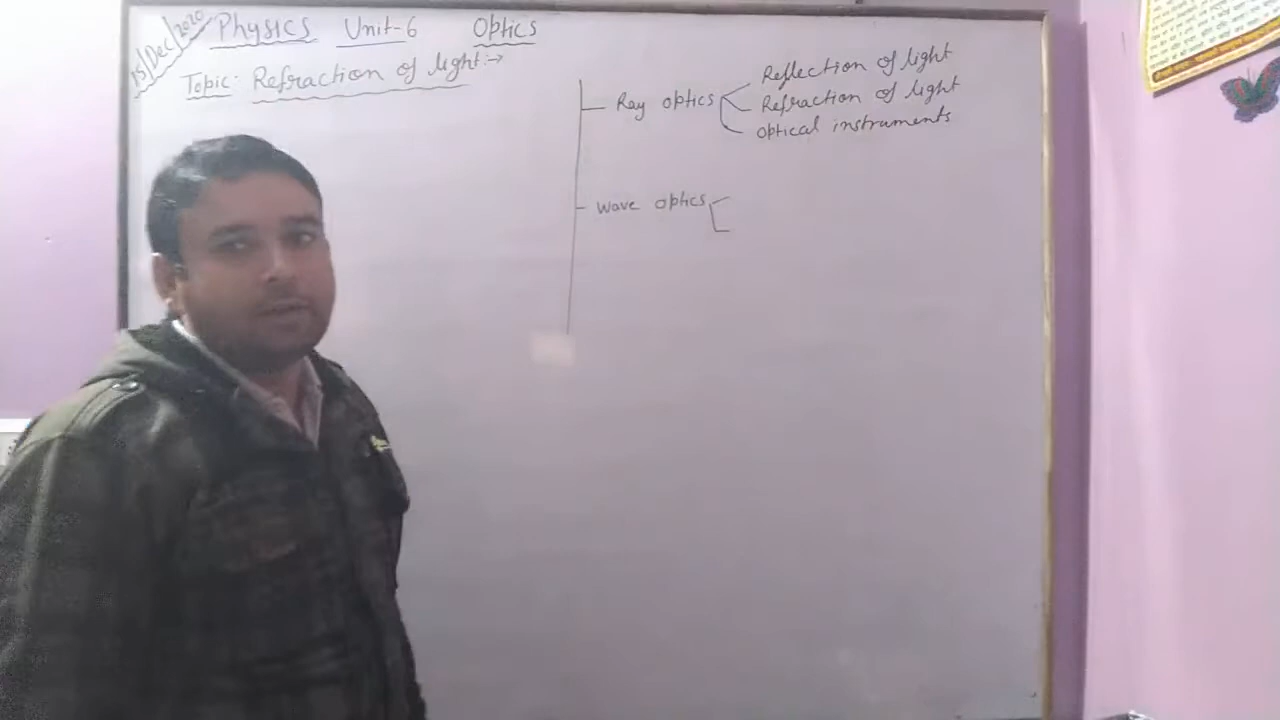 15/Dec/2020
Physics Unit-6 Optics
Topic: Refraction of light:→
Ray optics
Reflection of light
Refraction of light
Optical instruments
Wave optics